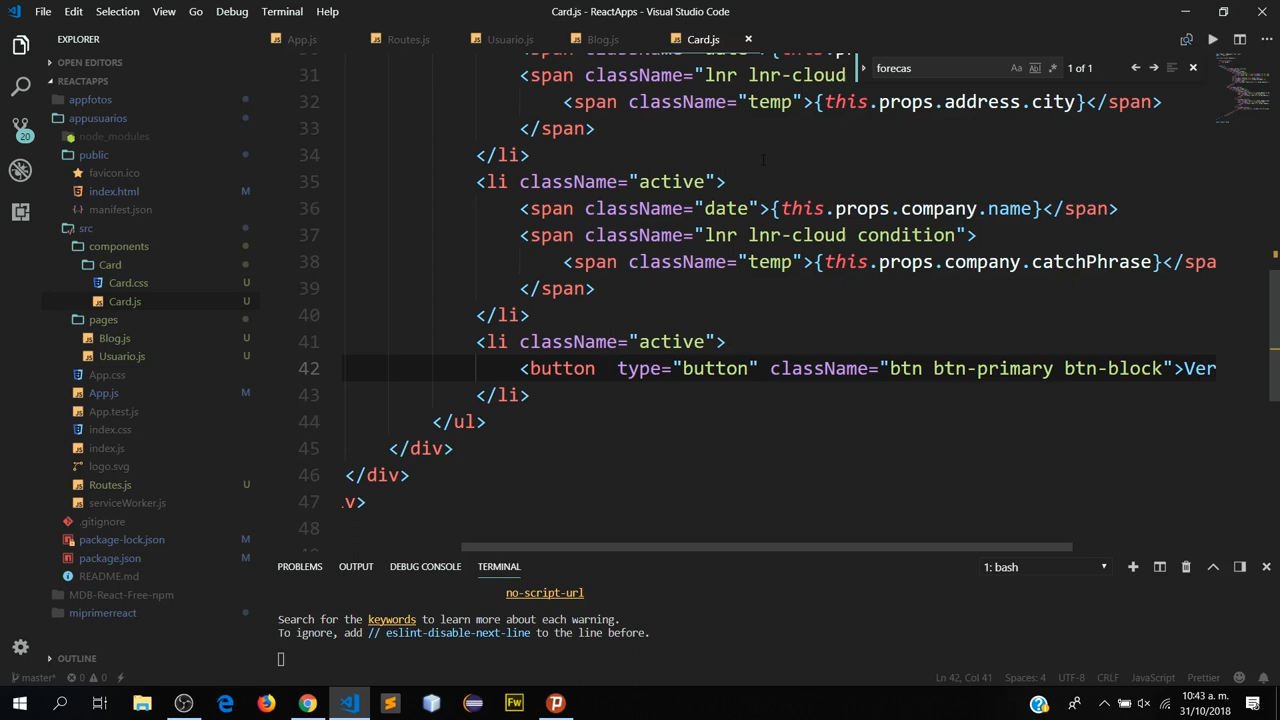 File Edit Selection View Go Debug Terminal Help Card.js - ReactApps - Visual Studio Code
EXPLORER
App.js Routes.js Usuario.js Blog.js Card.js
OPEN EDITORS
REACTAPPS
appfotos
appusuarios
node_modules
public
favicon.ico
index.html M
manifest.json
src
components
Card
Card.css U
Card.js U
pages
Blog.js U
Usuario.js U
App.css
App.js M
App.test.js
index.css
index.js
logo.svg
Routes.js U
serviceWorker.js
.gitignore
package-lock.json M
package.json M
README.md
MDB-React-Free-npm
miprimerreact
OUTLINE
20
forecas Aa Abl .* 1 of 1
31 <span className="lnr lnr-cloud
32 <span className="temp">{this.props.address.city}</span>
33 </span>
34 </li>
35 <li className="active">
36 <span className="date">{this.props.company.name}</span>
37 <span className="lnr lnr-cloud condition">
38 <span className="temp">{this.props.company.catchPhrase}</spa
39 </span>
40 </li>
41 <li className="active">
42 <button  type="button" className="btn btn-primary btn-block">Ver
43 </li>
44 </ul>
45 </div>
46 </div>
47 v>
48
PROBLEMS OUTPUT DEBUG CONSOLE TERMINAL 1: bash
no-script-url
Search for the keywords to learn more about each warning.
To ignore, add // eslint-disable-next-line to the line before.
master* 0 0 Ln 42, Col 41 Spaces: 4 UTF-8 CRLF JavaScript Prettier
Fw
10:43 a. m.
31/10/2018